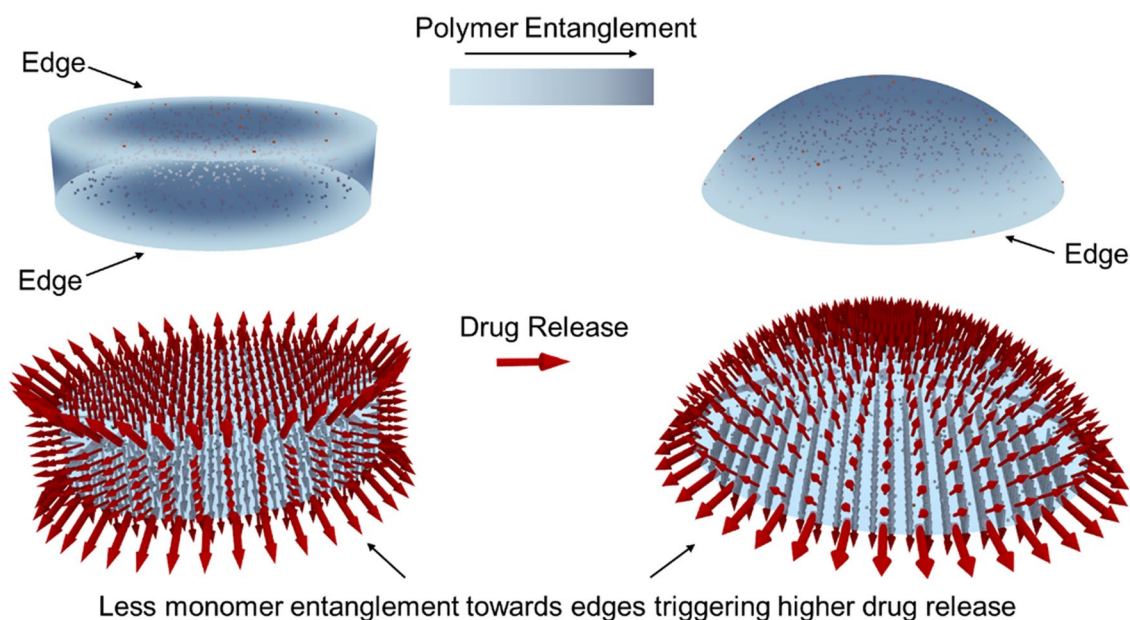 Polymer Entanglement
Edge
Edge
Edge
Drug Release
Less monomer entanglement towards edges triggering higher drug release